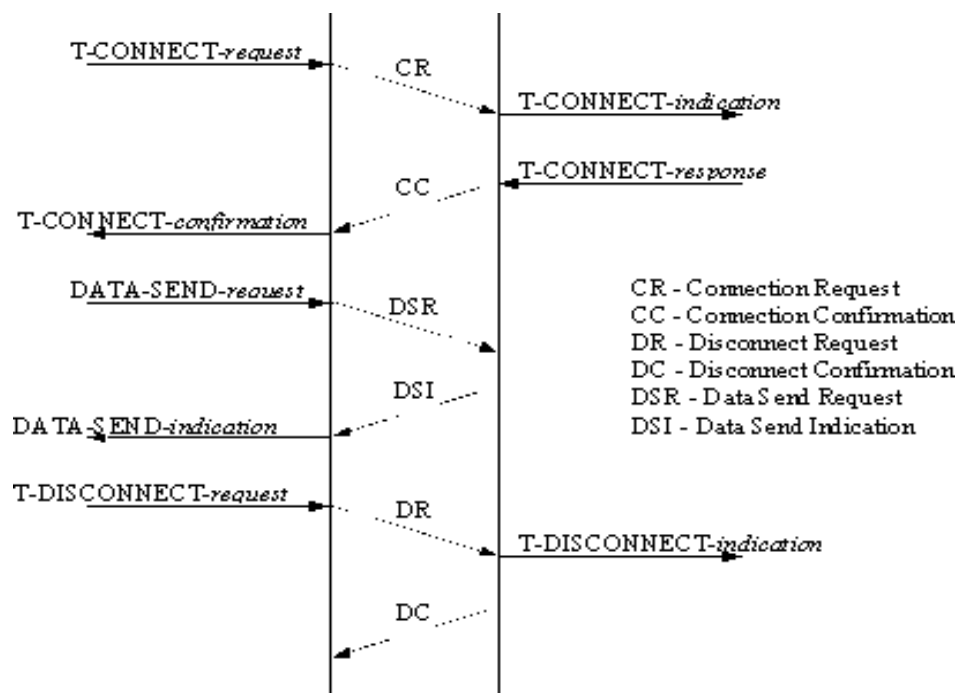 T-CONNECT-request
CR
T-CONNECT-indication
T-CONNECT-response
CC
T-CONNECT-confirmation
DATA-SEND-request
DSR
CR - Connection Request
CC - Connection Confirmation
DR - Disconnect Request
DC - Disconnect Confirmation
DSR - Data Send Request
DSI - Data Send Indication
DSI
DATA-SEND-indication
T-DISCONNECT-request
DR
T-DISCONNECT-indication
DC